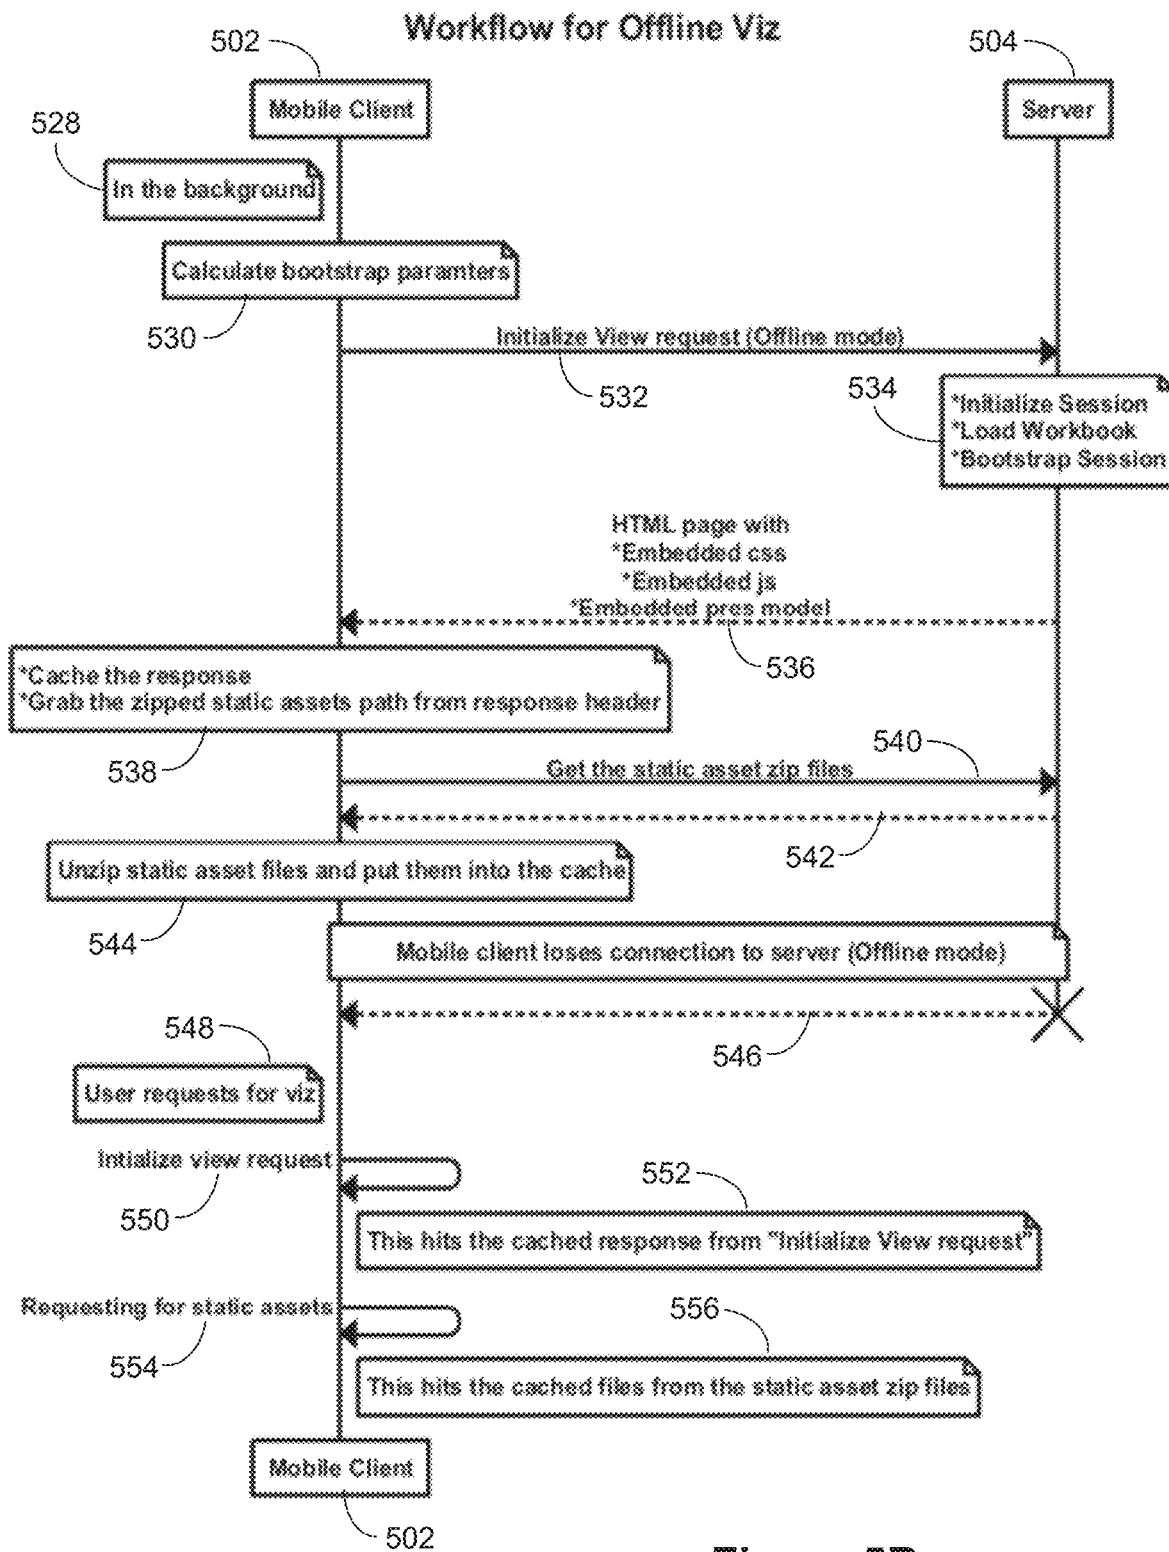 Workflow for Offline Viz
502
504
Mobile Client
Server
528
In the background
Calculate bootstrap paramters
530
Initialize View request (Offline mode)
532
534
*Initialize Session
*Load Workbook
*Bootstrap Session
HTML page with
*Embedded css
*Embedded js
*Embedded pres model
536
*Cache the response
*Grab the zipped static assets path from response header
538
540
Get the static asset zip files
542
Unzip static asset files and put them into the cache
544
Mobile client loses connection to server (Offline mode)
546
548
User requests for viz
Intialize view request
550
552
This hits the cached response from "Initialize View request"
Requesting for static assets
554
556
This hits the cached files from the static asset zip files
Mobile Client
502